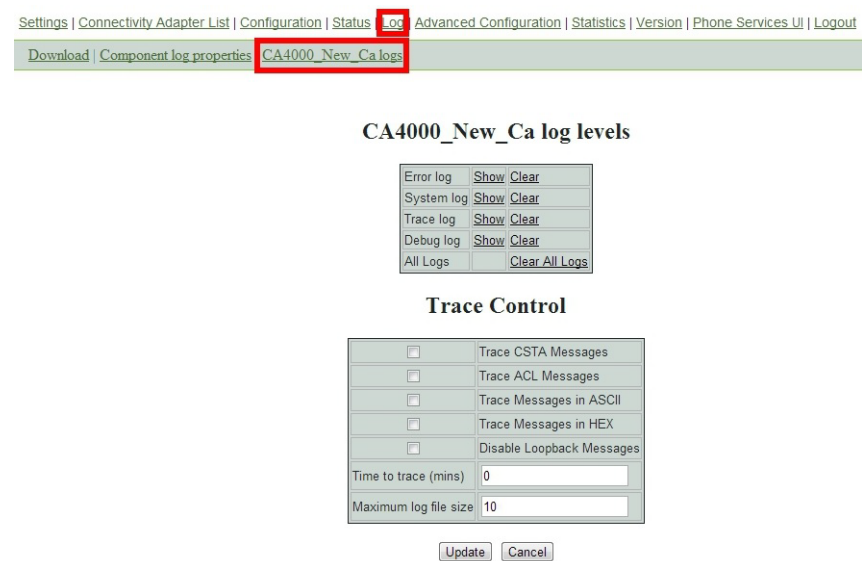 Settings | Connectivity Adapter List | Configuration | Status | Log | Advanced Configuration | Statistics | Version | Phone Services UI | Logout
Download | Component log properties | CA4000_New_Ca logs
CA4000_New_Ca log levels
Error log Show Clear
System log Show Clear
Trace log Show Clear
Debug log Show Clear
All Logs Clear All Logs
Trace Control
Trace CSTA Messages
Trace ACL Messages
Trace Messages in ASCII
Trace Messages in HEX
Disable Loopback Messages
Time to trace (mins) 0
Maximum log file size 10
Update Cancel